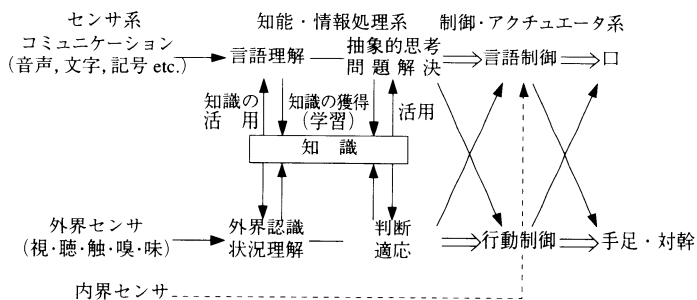 センサ系
知能・情報処理系
制御・アクチュエータ系
コミュニケーション
(音声,文字,記号 etc.)
言語理解
抽象的思考
問題解決
言語制御
口
知識の
活用
知識の獲得
(学習)
活用
知識
外界センサ
(視・聴・触・嗅・味)
外界認識
状況理解
判断
適応
行動制御
手足・対幹
内界センサ